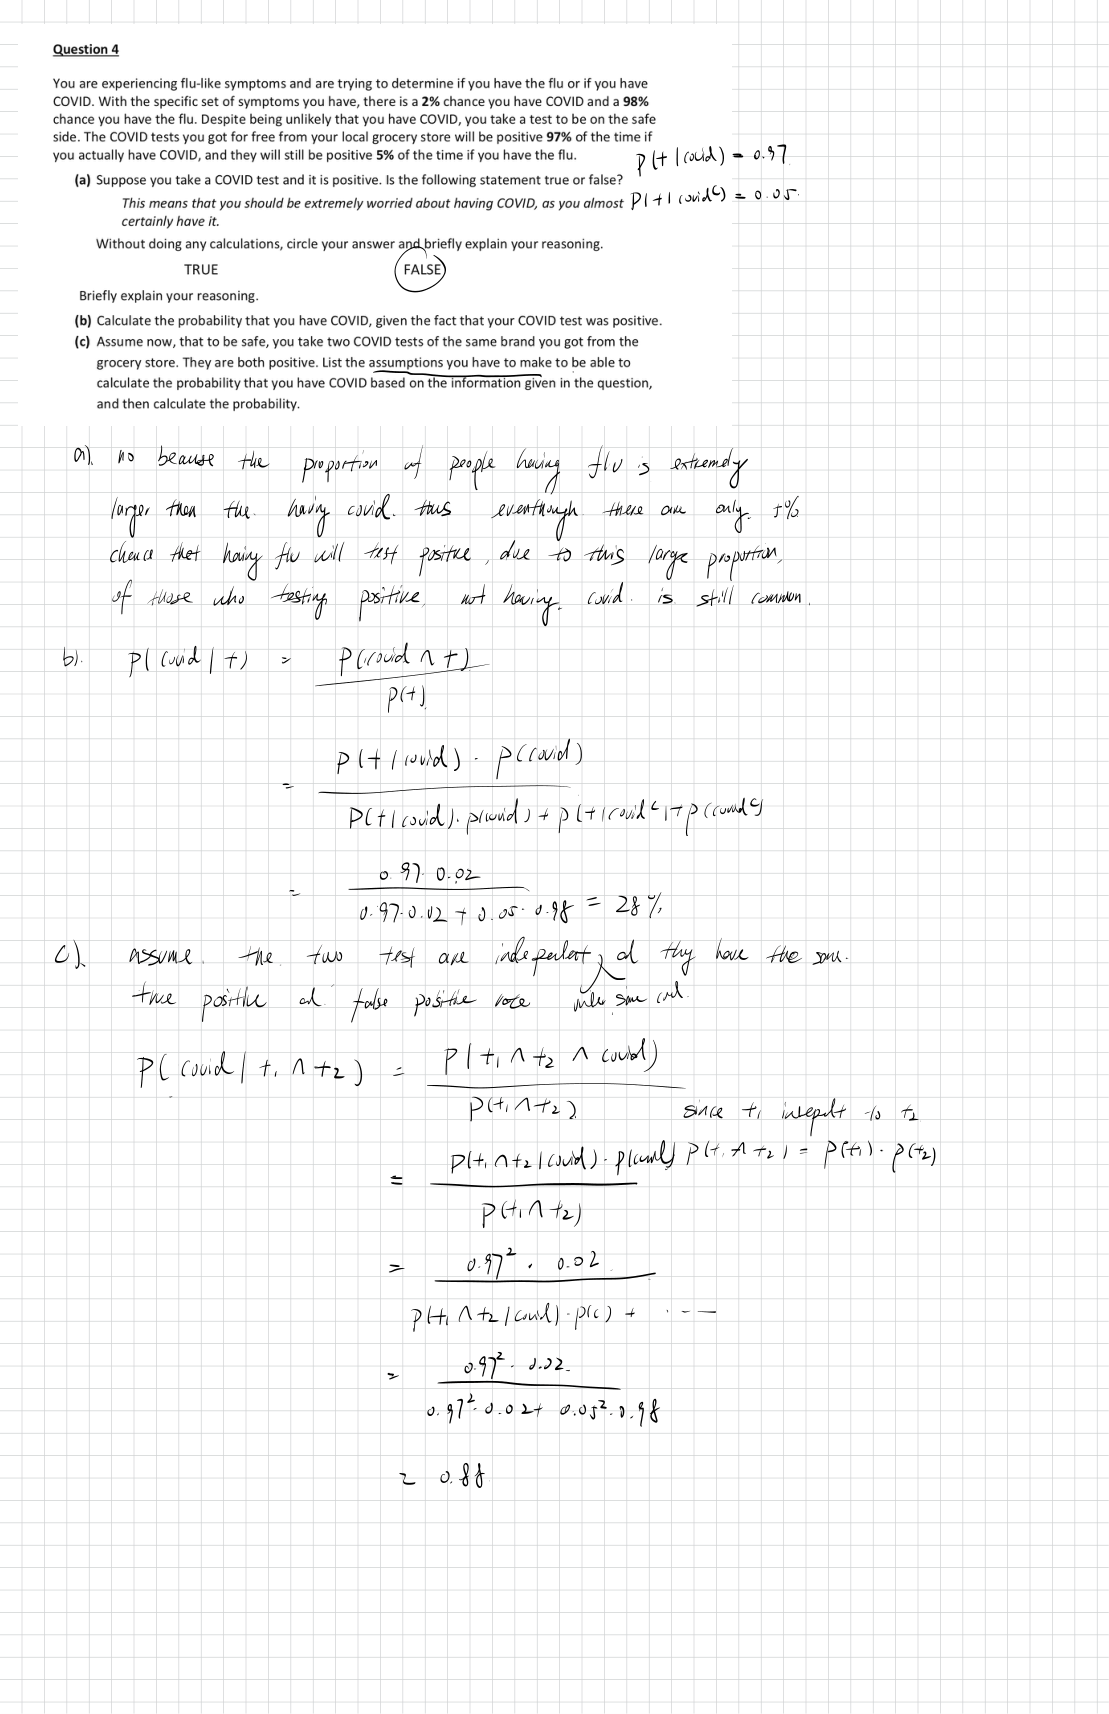 Question 4
You are experiencing flu-like symptoms and are trying to determine if you have the flu or if you have
COVID. With the specific set of symptoms you have, there is a 2% chance you have COVID and a 98%
chance you have the flu. Despite being unlikely that you have COVID, you take a test to be on the safe
side. The COVID tests you got for free from your local grocery store will be positive 97% of the time if
you actually have COVID, and they will still be positive 5% of the time if you have the flu.
P(+|covid) = 0.97
(a) Suppose you take a COVID test and it is positive. Is the following statement true or false?
This means that you should be extremely worried about having COVID, as you almost
P(+|covidᶜ) = 0.05
certainly have it.
Without doing any calculations, circle your answer and briefly explain your reasoning.
TRUE FALSE
Briefly explain your reasoning.
(b) Calculate the probability that you have COVID, given the fact that your COVID test was positive.
(c) Assume now, that to be safe, you take two COVID tests of the same brand you got from the
grocery store. They are both positive. List the assumptions you have to make to be able to
calculate the probability that you have COVID based on the information given in the question,
and then calculate the probability.
a). no beause the proportion of people having flu is extremely
larger then the having covid. thus eventhough there are only 5%
chance that having flu will test positive, due to this large proportion,
of those who testing positive, not having covid is still common.
b). P(covid|+) = P(covid ∩ +)
P(+)
= P(+|covid) · P(covid)
P(+|covid)·P(covid) + P(+|covidᶜ)+P(covidᶜ)
= 0.97·0.02
0.97·0.02 + 0.05·0.98 = 28%
c). Assume the two test are independent, ad they have the same
true positive ad false positive rate
P(covid|+₁ ∩ +₂) = P(+₁ ∩ +₂ ∩ covid)
P(+₁ ∩ +₂) since +₁ to +₂
= P(+₁ ∩ +₂|covid) · P(covid) P(+₁ ∩ +₂) = P(+₁) · P(+₂)
P(+₁ ∩ +₂)
= 0.97² · 0.02
P(+₁ ∩ +₂|covid)·P(c) + ·····
= 0.97² · 0.02
0.97²·0.02 + 0.05²·0.98
= 0.88